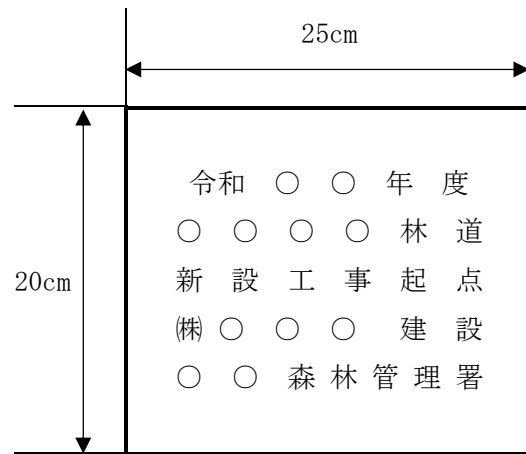 25cm
令和 ○ ○ 年 度
○ ○ ○ ○ 林 道
新 設 工 事 起 点
20cm
㈱ ○ ○ ○ 建 設
○ ○ 森 林 管 理 署